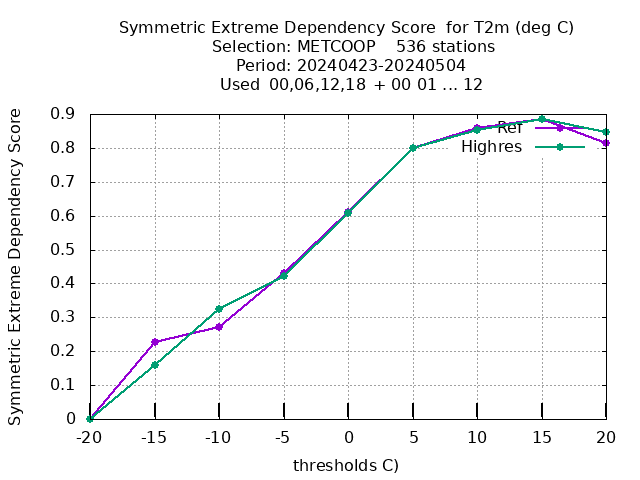 Symmetric Extreme Dependency Score for T2m (deg C)
Selection: METCOOP 536 stations
Period: 20240423-20240504
Used 00,06,12,18 + 00 01 ... 12
Symmetric Extreme Dependency Score
0.9
0.8
0.7
0.6
0.5
0.4
0.3
0.2
0.1
0
Ref
Highres
-20 -15 -10 -5 0 5 10 15 20
thresholds C)